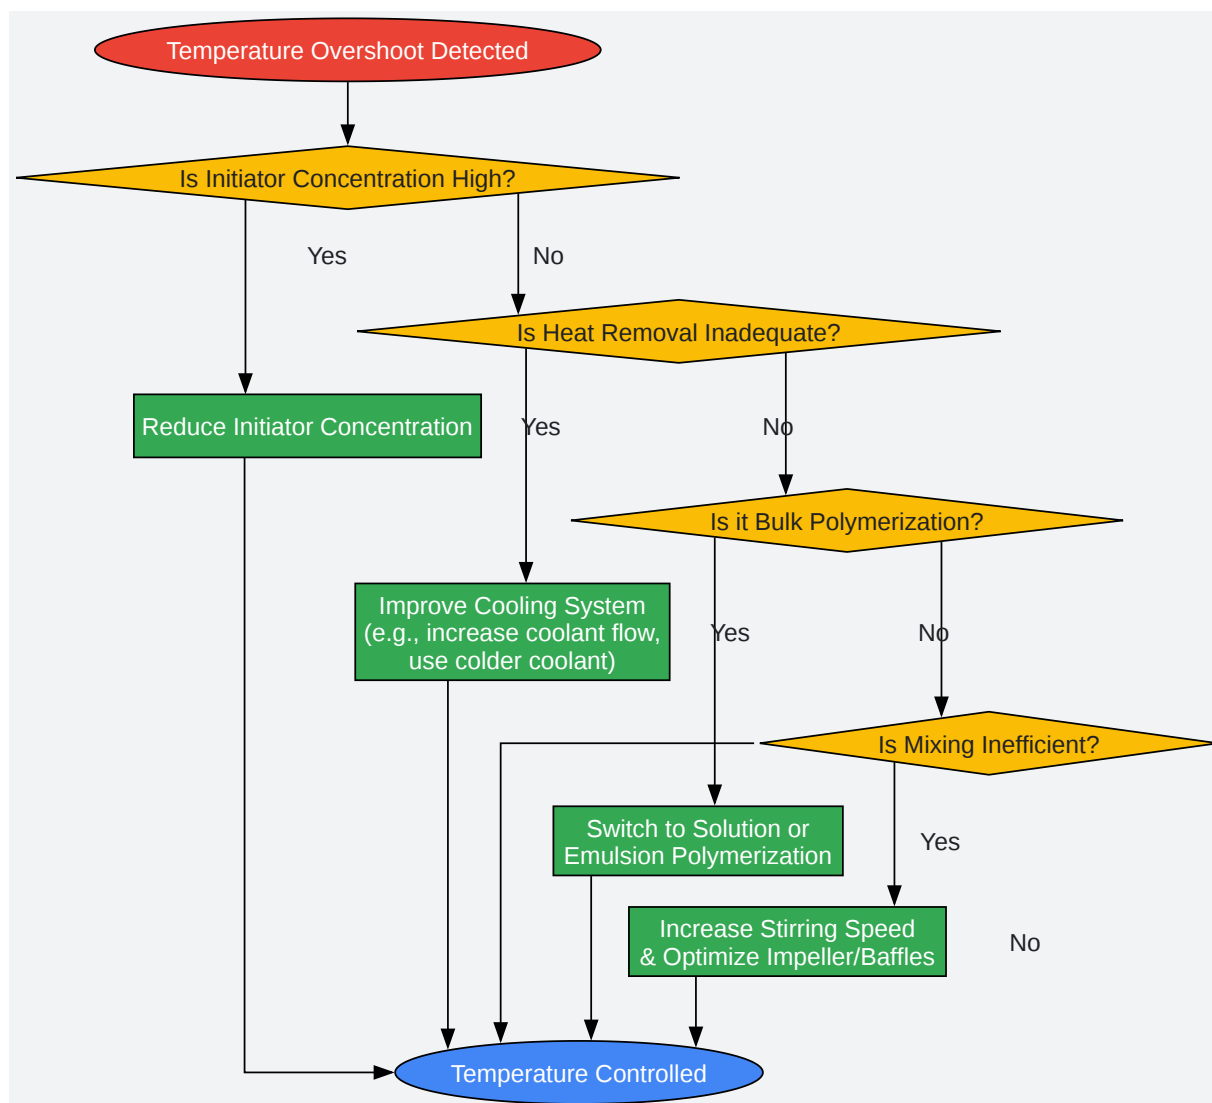 Temperature Overshoot Detected
Is Initiator Concentration High?
Yes
No
Is Heat Removal Inadequate?
Reduce Initiator Concentration
Yes
No
Is it Bulk Polymerization?
Improve Cooling System
(e.g., increase coolant flow,
use colder coolant)
Yes
No
Is Mixing Inefficient?
Switch to Solution or
Emulsion Polymerization
Yes
Increase Stirring Speed
& Optimize Impeller/Baffles
No
Temperature Controlled